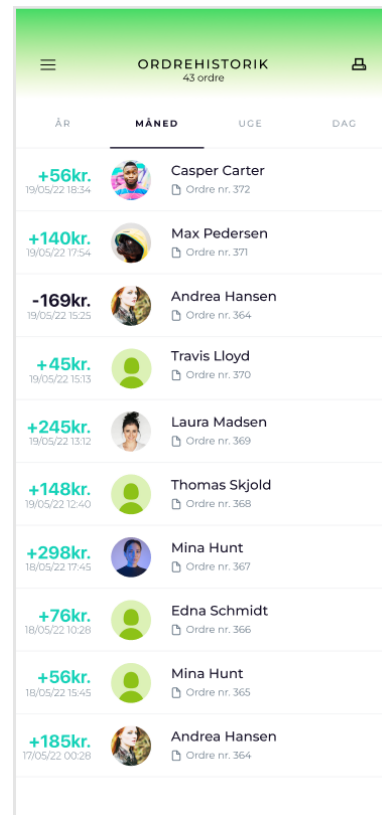 ORDREHISTORIK
43 ordre
ÅR MÅNED UGE DAG
+56kr. Casper Carter
19/05/22 18:34 Ordre nr. 372
+140kr. Max Pedersen
19/05/22 17:54 Ordre nr. 371
-169kr. Andrea Hansen
19/05/22 15:25 Ordre nr. 364
+45kr. Travis Lloyd
19/05/22 15:13 Ordre nr. 370
+245kr. Laura Madsen
19/05/22 13:12 Ordre nr. 369
+148kr. Thomas Skjold
19/05/22 12:40 Ordre nr. 368
+298kr. Mina Hunt
18/05/22 17:45 Ordre nr. 367
+76kr. Edna Schmidt
18/05/22 10:28 Ordre nr. 366
+56kr. Mina Hunt
18/05/22 15:45 Ordre nr. 365
+185kr. Andrea Hansen
17/05/22 00:28 Ordre nr. 364